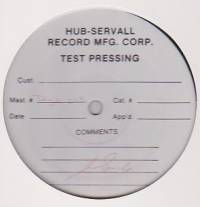 HUB-SERVALL
RECORD MFG. CORP.
TEST PRESSING
Cust
Mast # Cat. #
Date App'd
COMMENTS